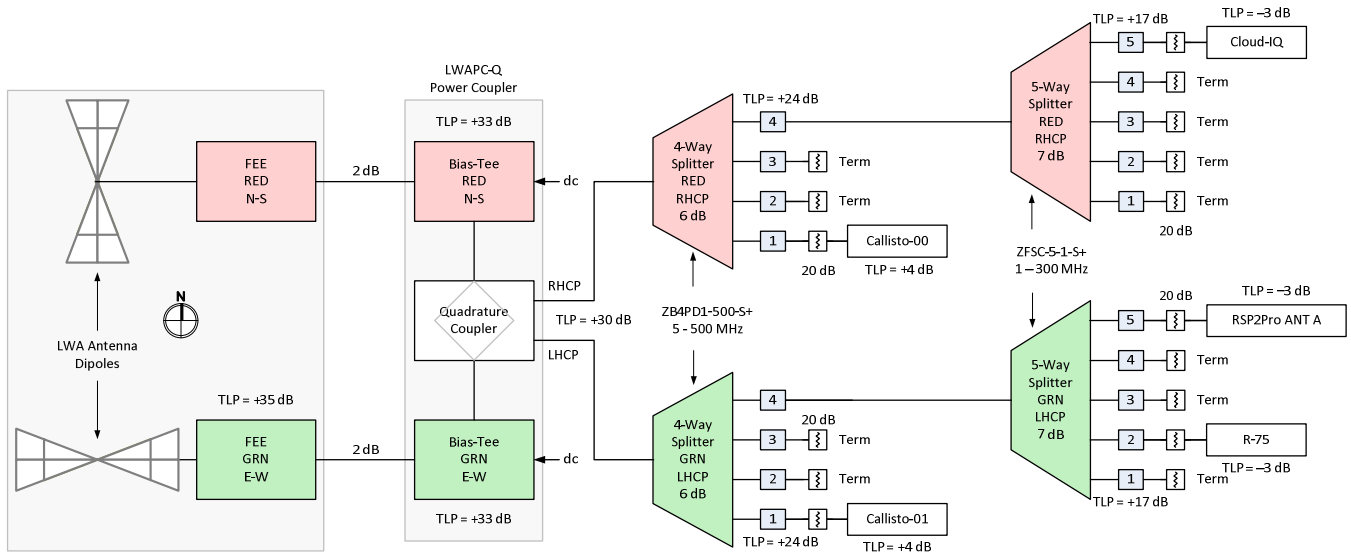 TLP = +17 dB
TLP = –3 dB
5
Cloud-IQ
4
Term
3
Term
2
Term
1
Term
20 dB
5-Way
Splitter
RED
RHCP
7 dB
LWAPC-Q
Power Coupler
TLP = +33 dB
TLP = +24 dB
4
3
Term
2
Term
1
Callisto-00
20 dB
TLP = +4 dB
4-Way
Splitter
RED
RHCP
6 dB
FEE
RED
N-S
2 dB
Bias-Tee
RED
N-S
dc
RHCP
Quadrature
Coupler
TLP = +30 dB
LHCP
ZB4PD1-500-S+
5 - 500 MHz
ZFSC-5-1-S+
1 – 300 MHz
N
LWA Antenna
Dipoles
TLP = +35 dB
FEE
GRN
E-W
2 dB
Bias-Tee
GRN
E-W
dc
TLP = +33 dB
4-Way
Splitter
GRN
LHCP
6 dB
4
20 dB
3
Term
2
Term
1
Callisto-01
TLP = +24 dB
TLP = +4 dB
5-Way
Splitter
GRN
LHCP
7 dB
20 dB
TLP = –3 dB
5
RSP2Pro ANT A
4
Term
3
Term
2
R-75
TLP = –3 dB
1
Term
TLP = +17 dB